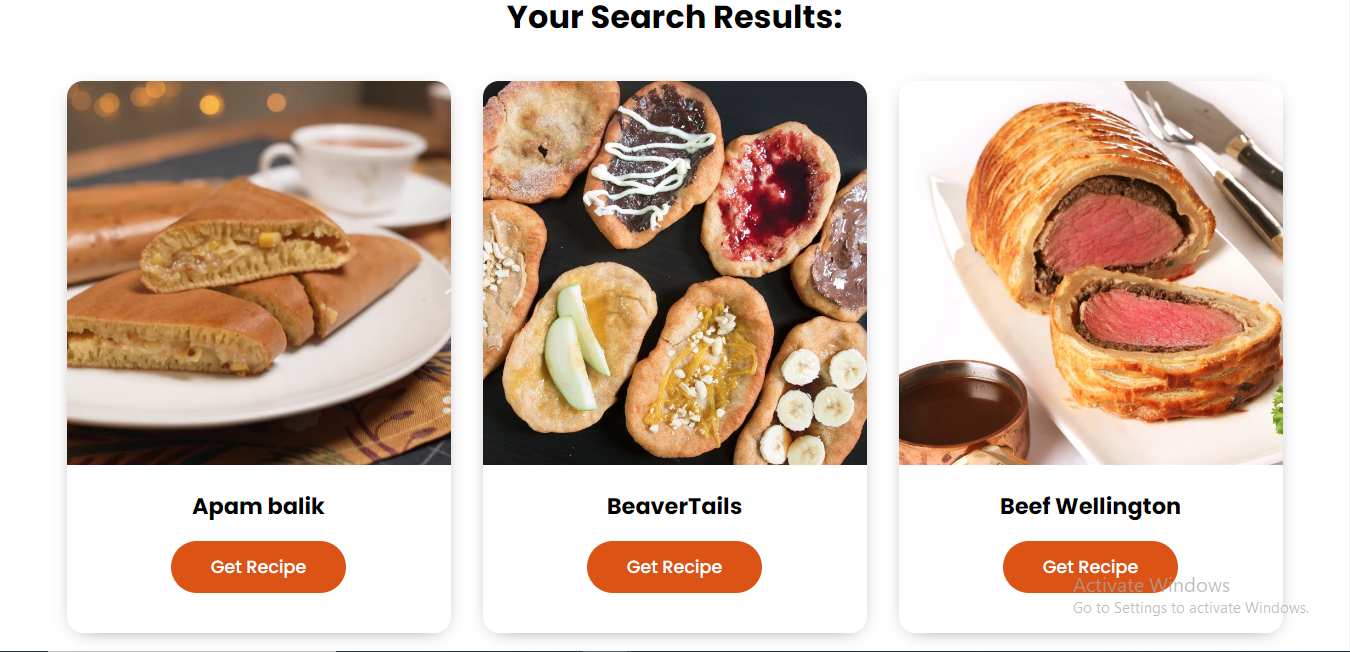 Your Search Results:
Apam balik
BeaverTails
Beef Wellington
Get Recipe
Get Recipe
Get Recipe
Activate Windows
Go to Settings to activate Windows.